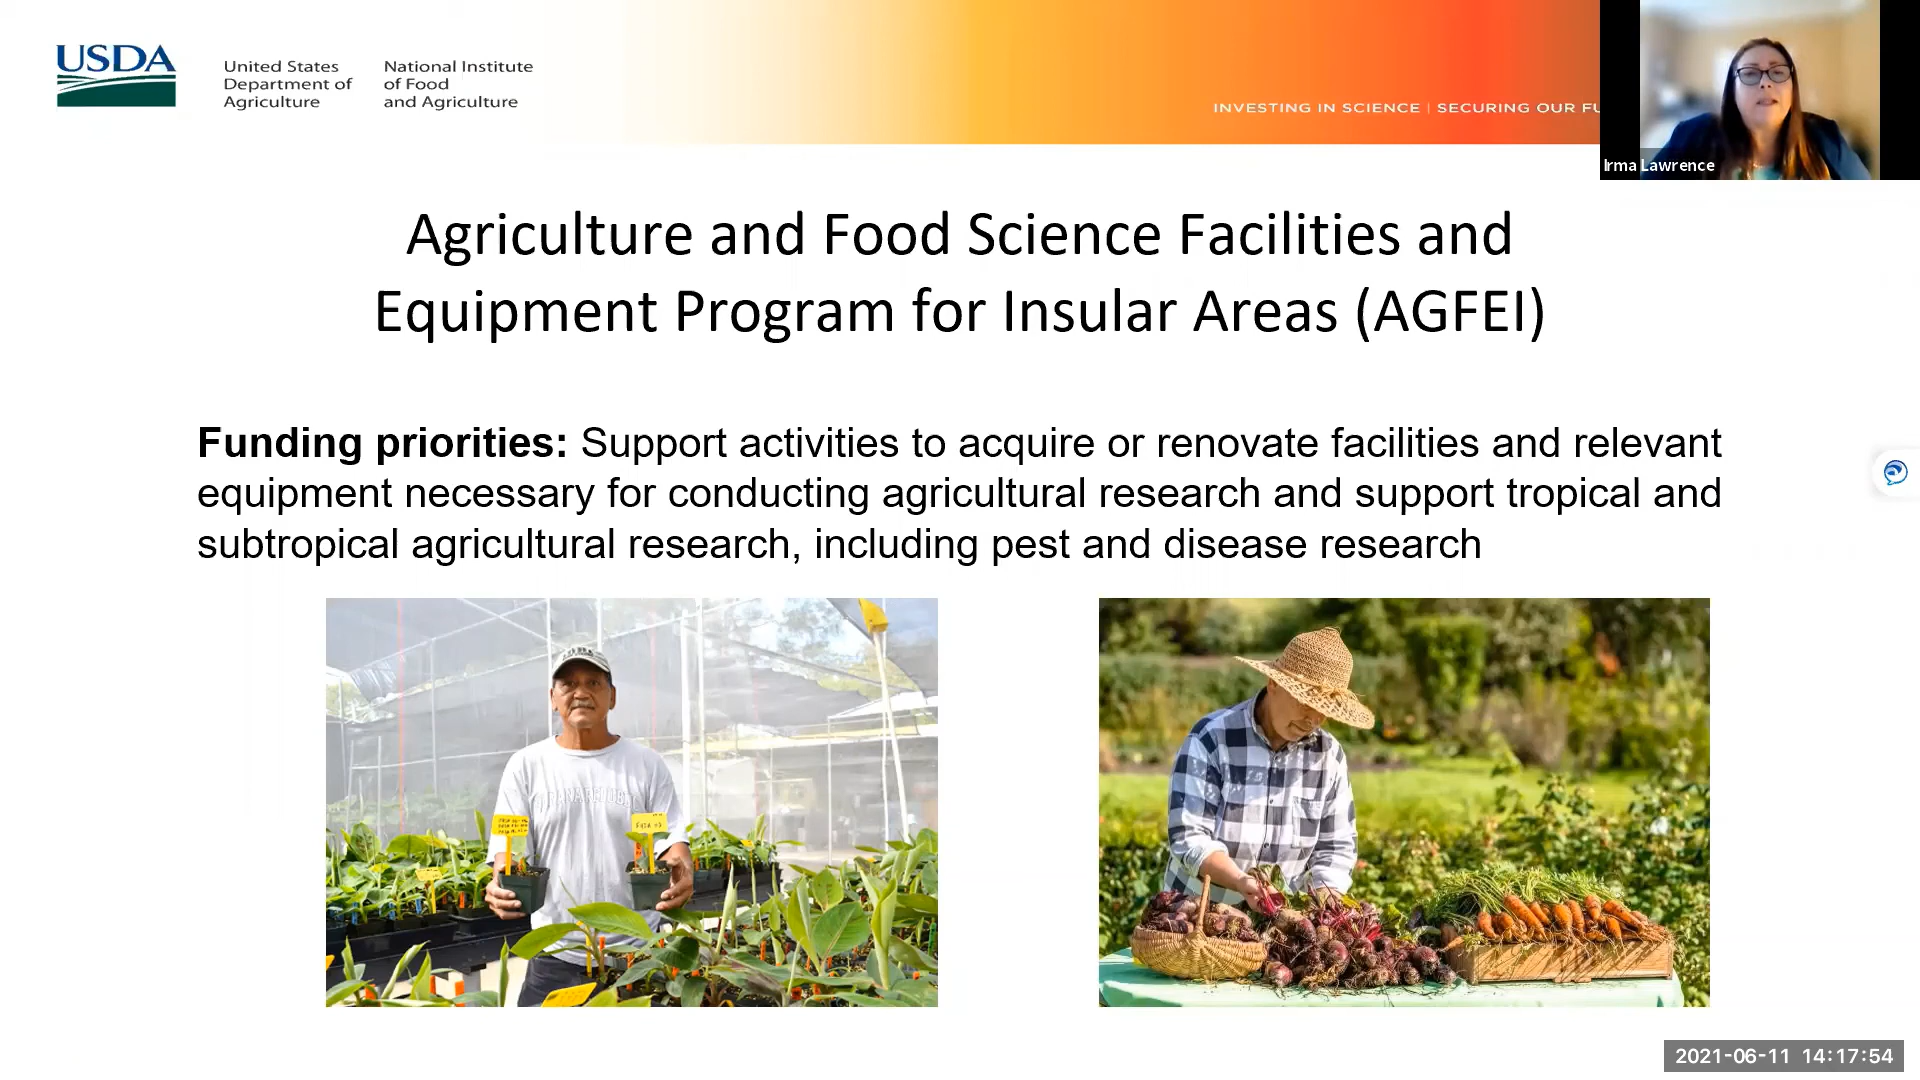 USDA
United States
Department of
Agriculture
National Institute
of Food
and Agriculture
INVESTING IN SCIENCE | SECURING OUR FU
Irma Lawrence
Agriculture and Food Science Facilities and
Equipment Program for Insular Areas (AGFEI)
Funding priorities: Support activities to acquire or renovate facilities and relevant
equipment necessary for conducting agricultural research and support tropical and
subtropical agricultural research, including pest and disease research
2021-06-11 14:17:54